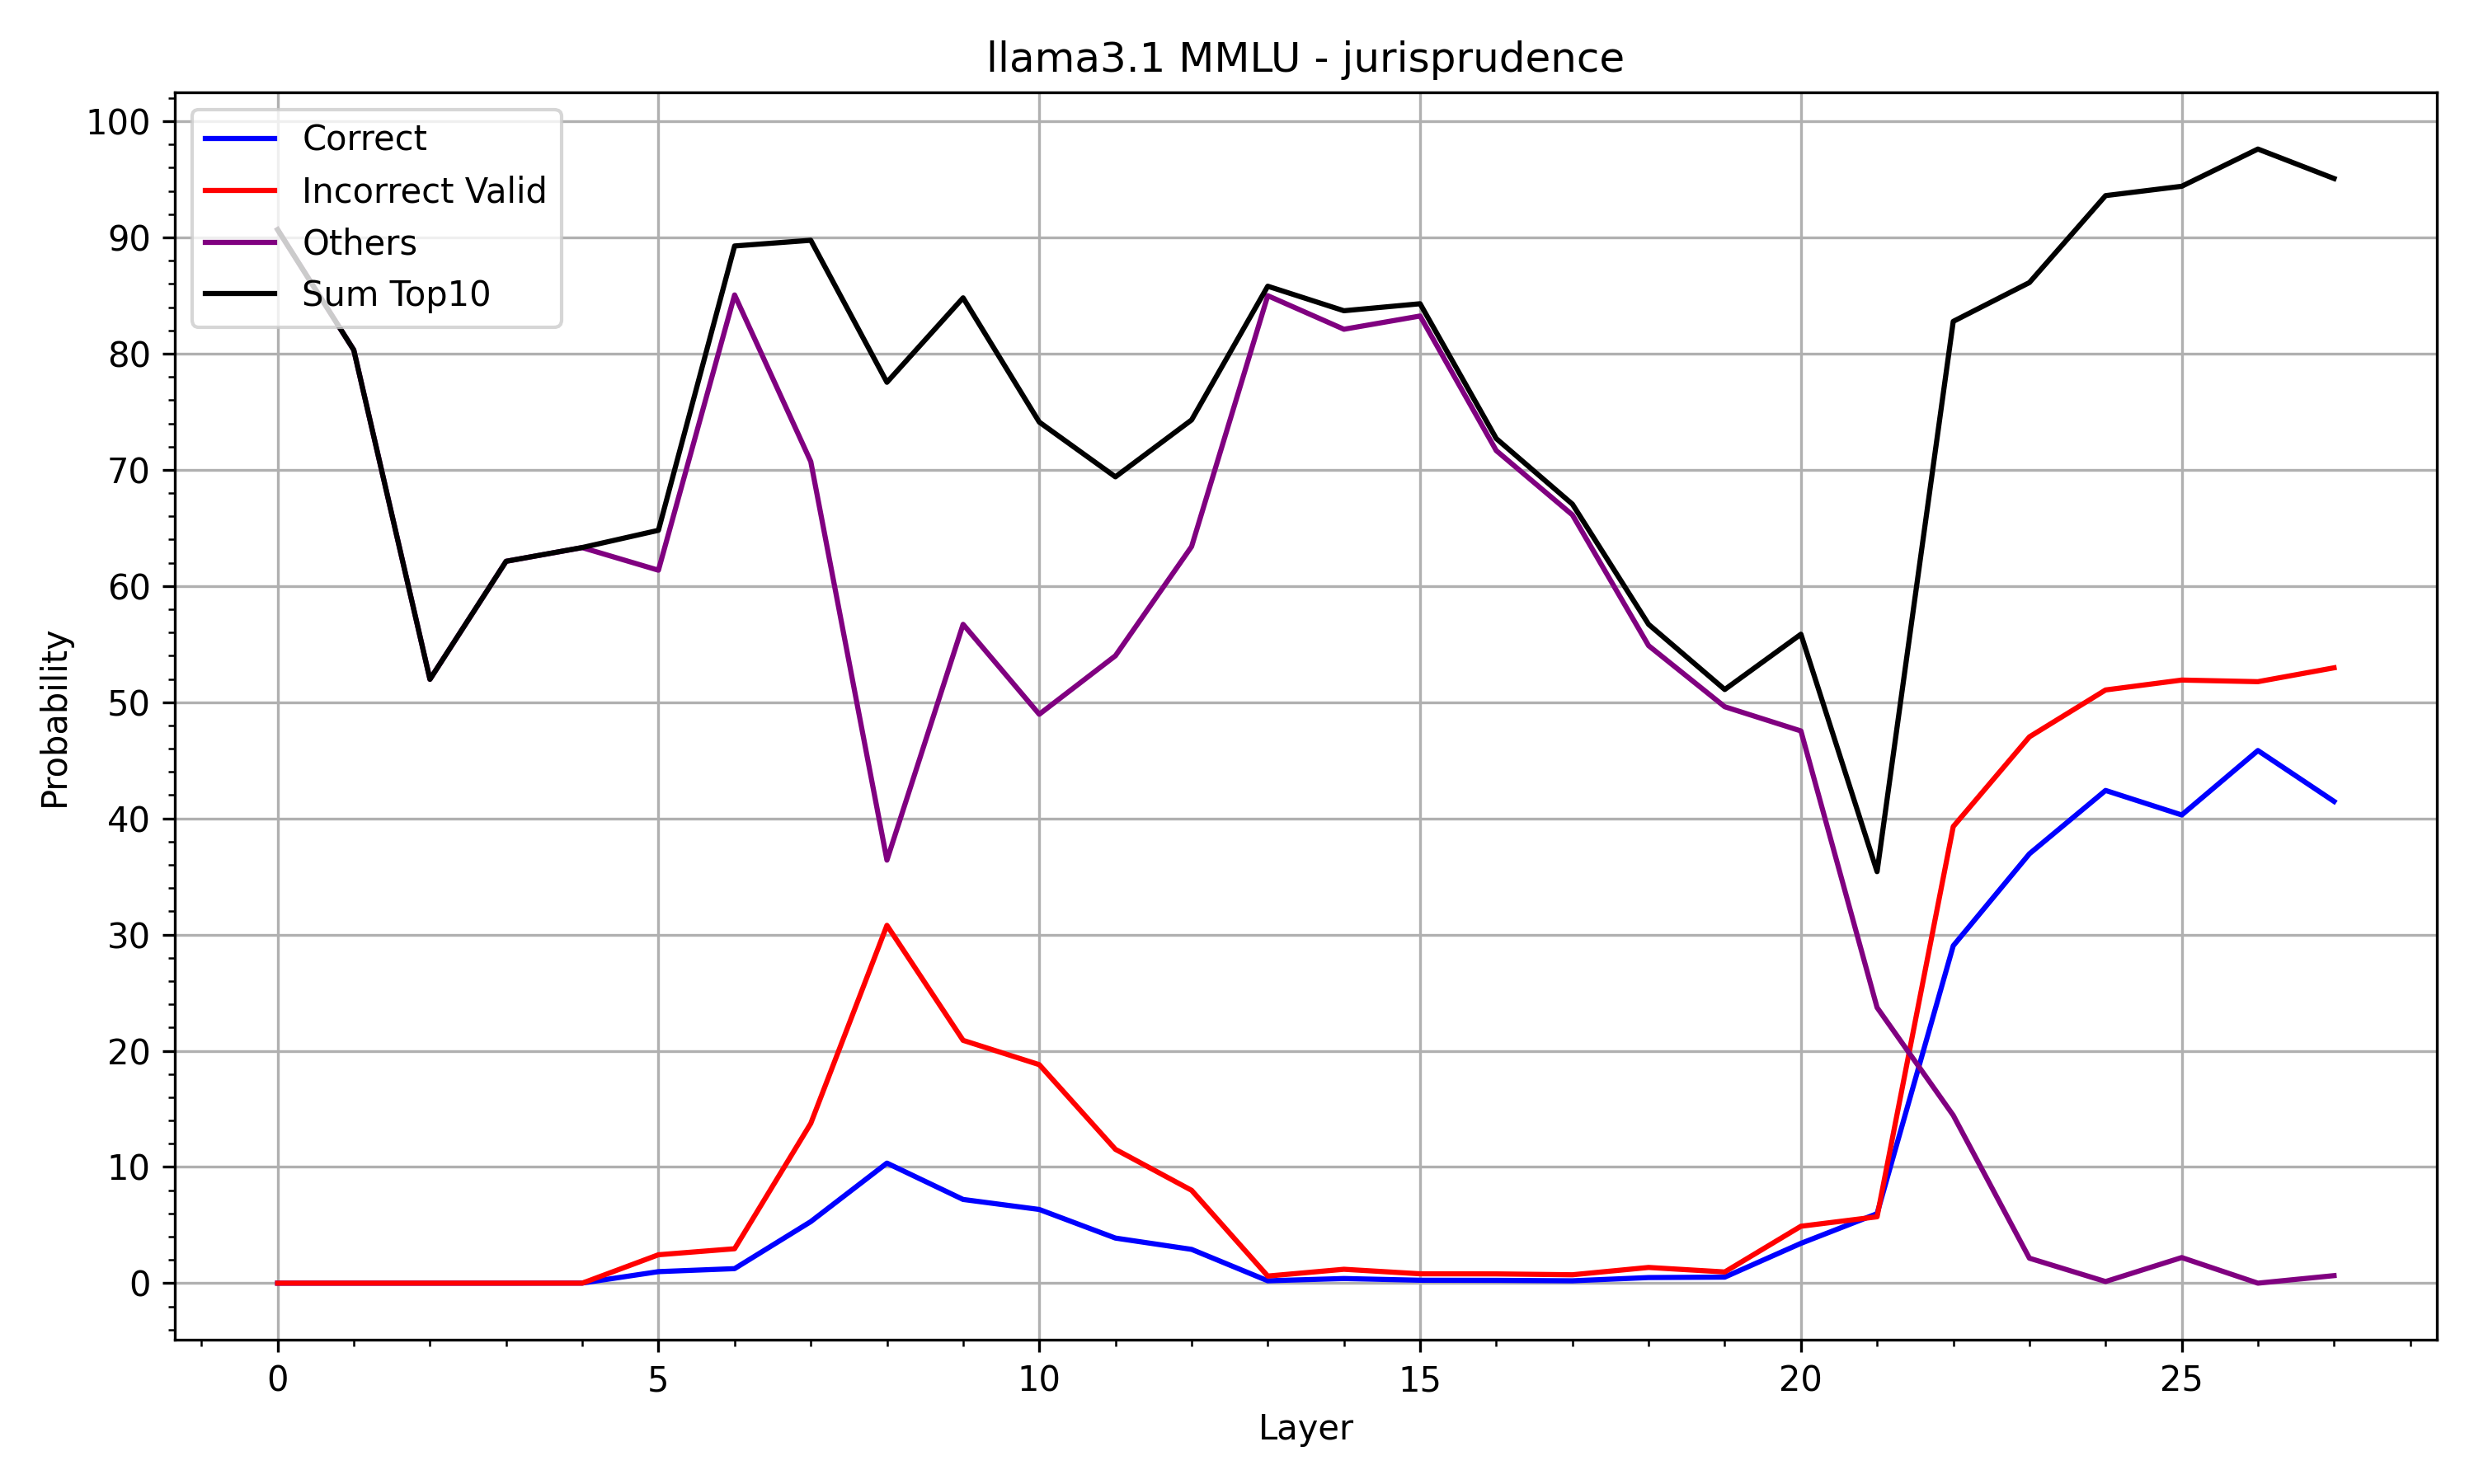 llama3.1 MMLU - jurisprudence
Correct
Incorrect Valid
Others
Sum Top10
Probability
100
90
80
70
60
50
40
30
20
10
0
0 5 10 15 20 25
Layer